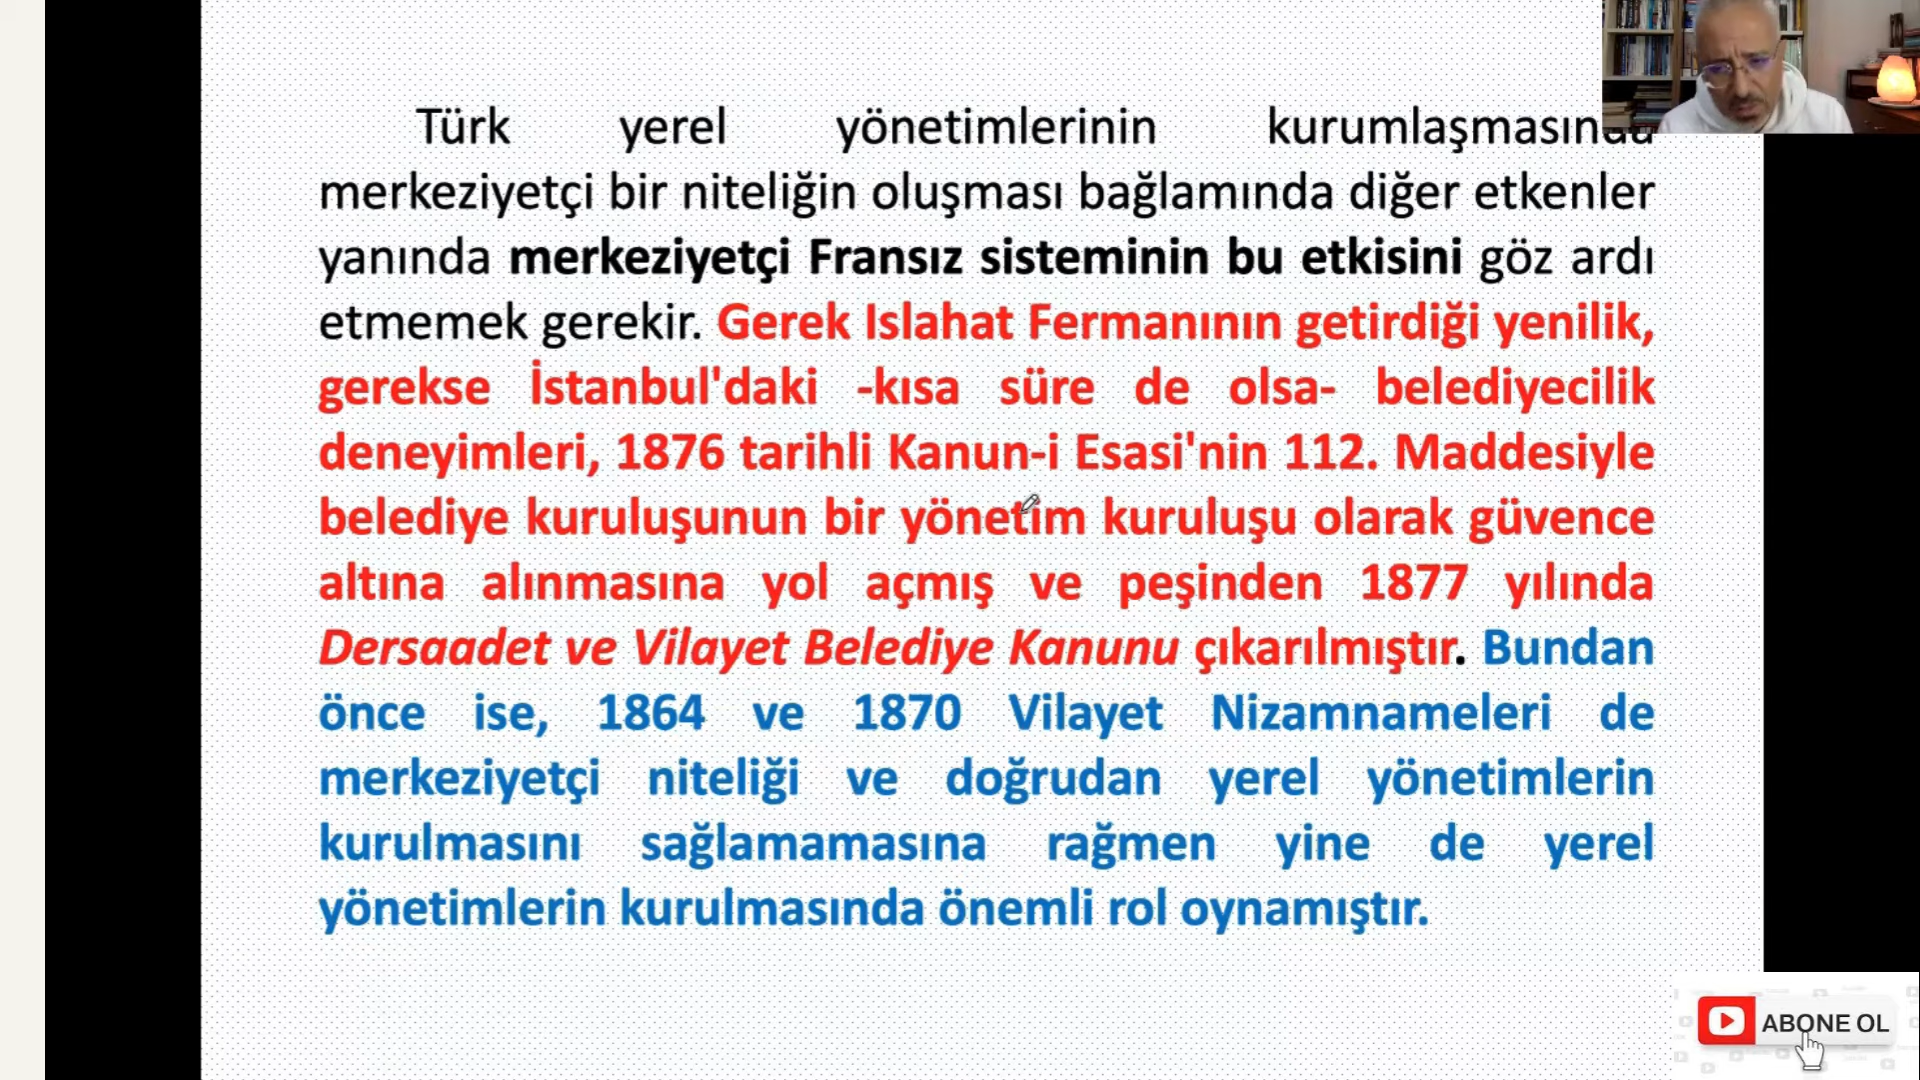 Türk yerel yönetimlerinin kurumlaşmasında
merkeziyetçi bir niteliğin oluşması bağlamında diğer etkenler
yanında merkeziyetçi Fransız sisteminin bu etkisini göz ardı
etmemek gerekir. Gerek Islahat Fermanının getirdiği yenilik,
gerekse İstanbul'daki -kısa süre de olsa- belediyecilik
deneyimleri, 1876 tarihli Kanun-i Esasi'nin 112. Maddesiyle
belediye kuruluşunun bir yönetim kuruluşu olarak güvence
altına alınmasına yol açmış ve peşinden 1877 yılında
Dersaadet ve Vilayet Belediye Kanunu çıkarılmıştır. Bundan
önce ise, 1864 ve 1870 Vilayet Nizamnameleri de
merkeziyetçi niteliği ve doğrudan yerel yönetimlerin
kurulmasını sağlamamasına rağmen yine de yerel
yönetimlerin kurulmasında önemli rol oynamıştır.
ABONE OL